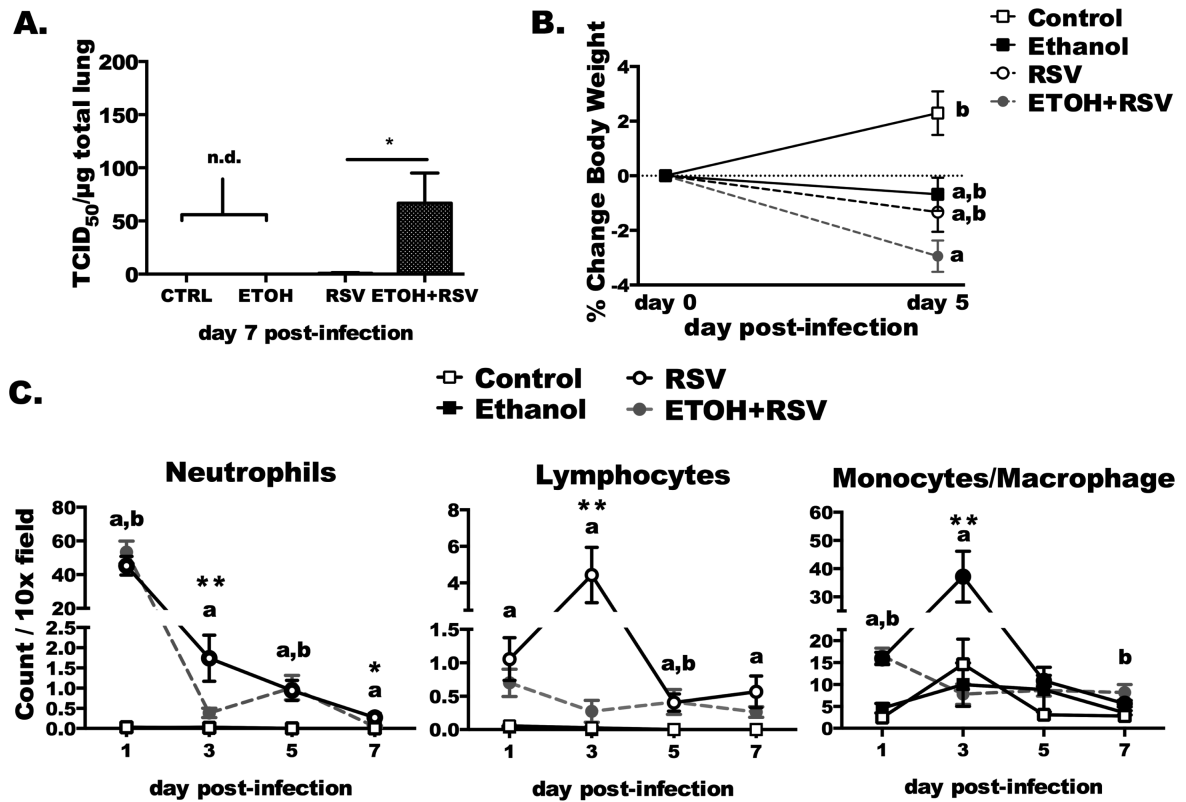 A.
TCID50/µg total lung
200
150
100
50
0
n.d.
*
CTRL ETOH RSV ETOH+RSV
day 7 post-infection
B.
% Change Body Weight
4
2
0
-2
-4
b
a,b
a,b
a
day 0 day 5
day post-infection
Control
Ethanol
RSV
ETOH+RSV
C.
Control RSV
Ethanol ETOH+RSV
Neutrophils
Count / 10x field
80
60
40
20
2.5
2.0
1.5
1.0
0.5
0.0
a,b
**
a
a,b
*
a
1 3 5 7
day post-infection
Lymphocytes
8
6
4
1.5
1.0
0.5
0.0
a
**
a
a,b
a
1 3 5 7
day post-infection
Monocytes/Macrophage
60
50
40
30
20
15
10
5
0
a,b
**
a
b
1 3 5 7
day post-infection